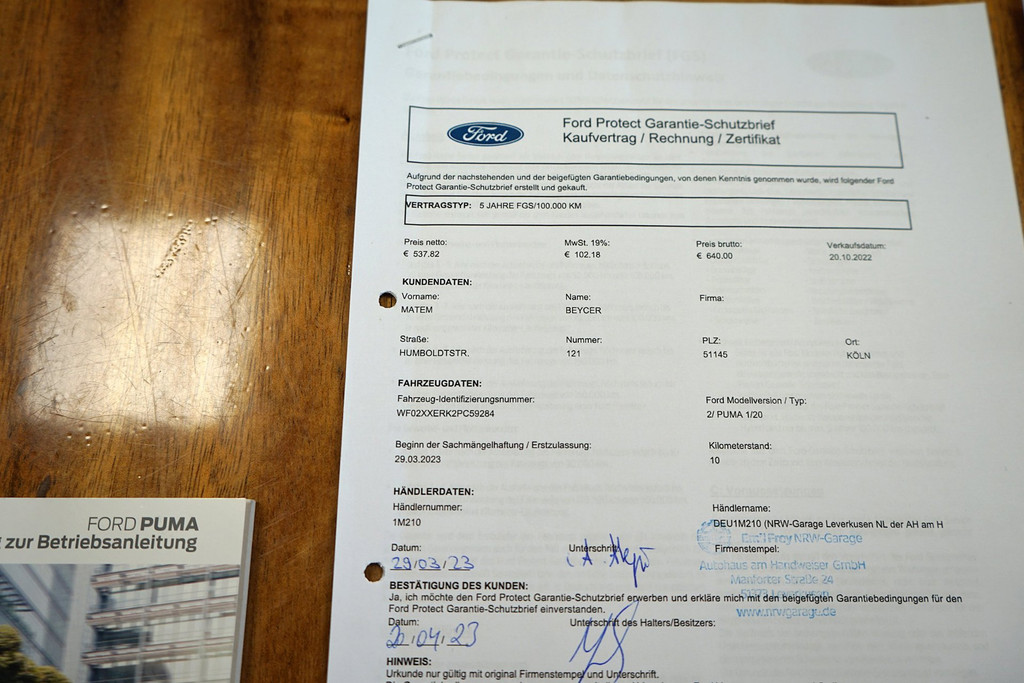 Ford
Ford Protect Garantie-Schutzbrief
Kaufvertrag / Rechnung / Zertifikat
Aufgrund der nachstehenden und der beigefügten Garantiebedingungen, von denen Kenntnis genommen wurde, wird folgender Ford
Protect Garantie-Schutzbrief erstellt und gekauft.
VERTRAGSTYP: 5 JAHRE FGS/100.000 KM
Preis netto: MwSt. 19%: Preis brutto: Verkaufsdatum:
€ 537.82 € 102.18 € 640.00 20.10.2022
KUNDENDATEN:
Vorname: Name: Firma:
MATEM BEYCER
Straße: Nummer: PLZ: Ort:
HUMBOLDTSTR. 121 51145 KÖLN
FAHRZEUGDATEN:
Fahrzeug-Identifizierungsnummer: Ford Modellversion / Typ:
WF02XXERK2PC59284 2/ PUMA 1/20
Beginn der Sachmängelhaftung / Erstzulassung: Kilometerstand:
29.03.2023 10
HÄNDLERDATEN:
Händlernummer: Händlername:
1M210 DEU1M210 (NRW-Garage Leverkusen NL der AH am H
Emil Frey NRW-Garage
Datum: Unterschrift Firmenstempel:
29/03/23
Autohaus am Handweiser GmbH
Manforter Straße 24
BESTÄTIGUNG DES KUNDEN:
Ja, ich möchte den Ford Protect Garantie-Schutzbrief erwerben und erkläre mich mit den beigefügten Garantiebedingungen für den
Ford Protect Garantie-Schutzbrief einverstanden.
www.nrwgarage.de
Datum: Unterschrift des Halters/Besitzers:
20/04/23
HINWEIS:
Urkunde nur gültig mit original Firmenstempel und Unterschrift.
FORD PUMA
zur Betriebsanleitung